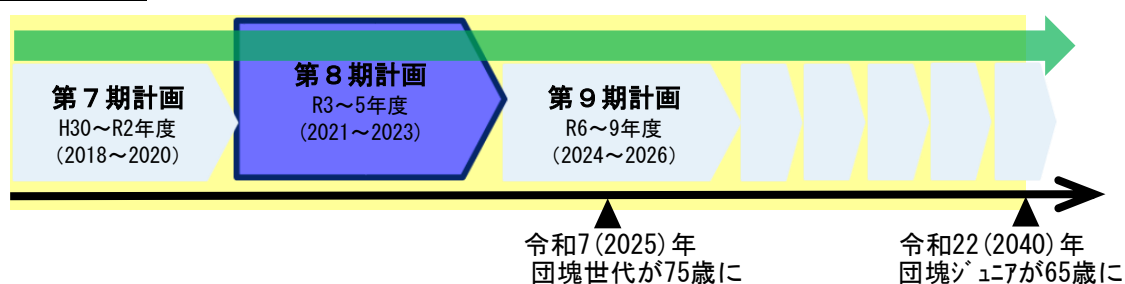 第７期計画
H30～R2年度
(2018～2020)
第８期計画
R3～5年度
(2021～2023)
第９期計画
R6～9年度
(2024～2026)
令和7(2025)年
団塊世代が75歳に
令和22(2040)年
団塊ｼﾞｭﾆｱが65歳に